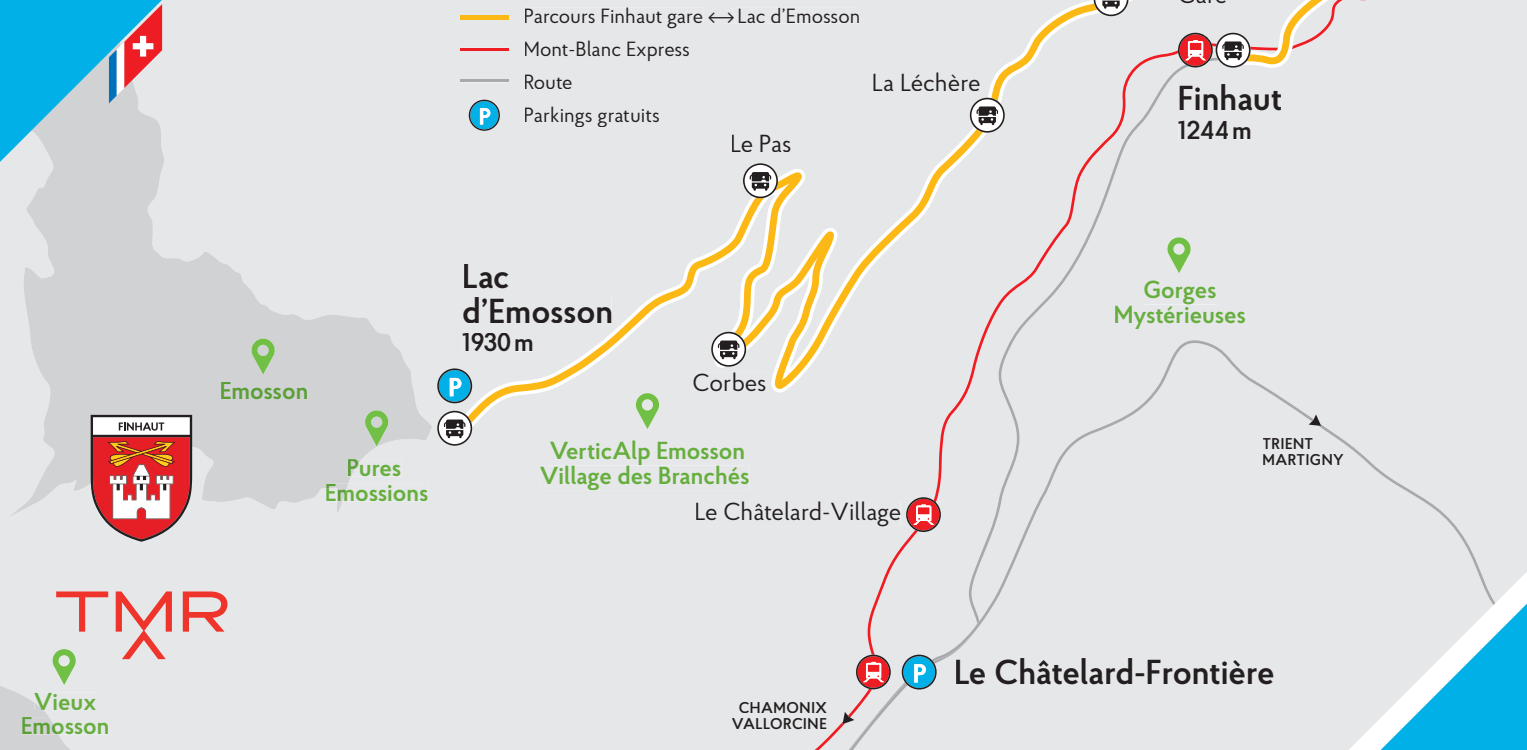 Parcours Finhaut gare ↔ Lac d'Emosson
Mont-Blanc Express
Route
P
Parkings gratuits
La Léchère
Le Pas
Finhaut
1244 m
Lac
d'Emosson
1930 m
P
Gorges
Mystérieuses
Emosson
Corbes
FINHAUT
Pures
Emossions
VerticAlp Emosson
Village des Branchés
TRIENT
MARTIGNY
Le Châtelard-Village
TMR
Vieux
Emosson
P
Le Châtelard-Frontière
CHAMONIX
VALLORCINE